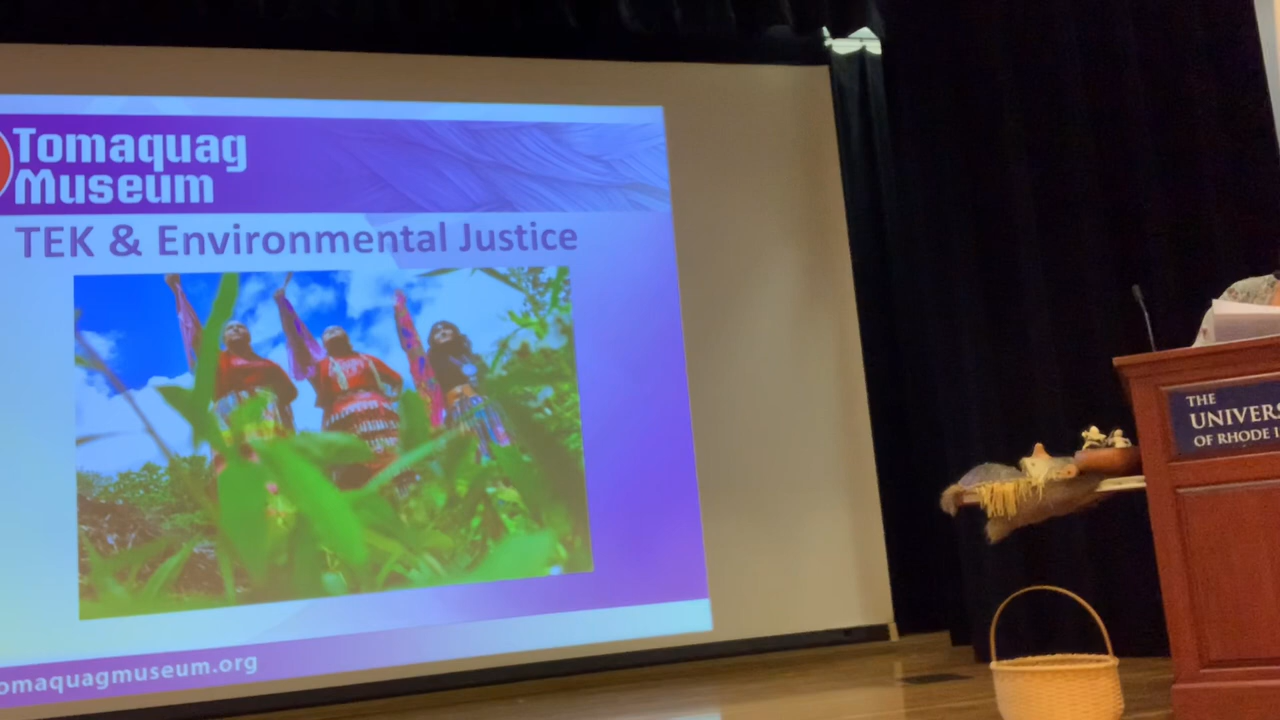 Tomaquag
Museum
TEK & Environmental Justice
omaquagmuseum.org
THE
UNIVERS
OF RHODE I